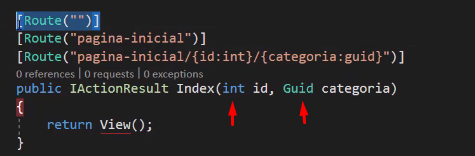 [Route("")]
[Route("pagina-inicial")]
[Route("pagina-inicial/{id:int}/{categoria:guid}")]
0 references | 0 requests | 0 exceptions
public IActionResult Index(int id, Guid categoria)
{
return View();
}